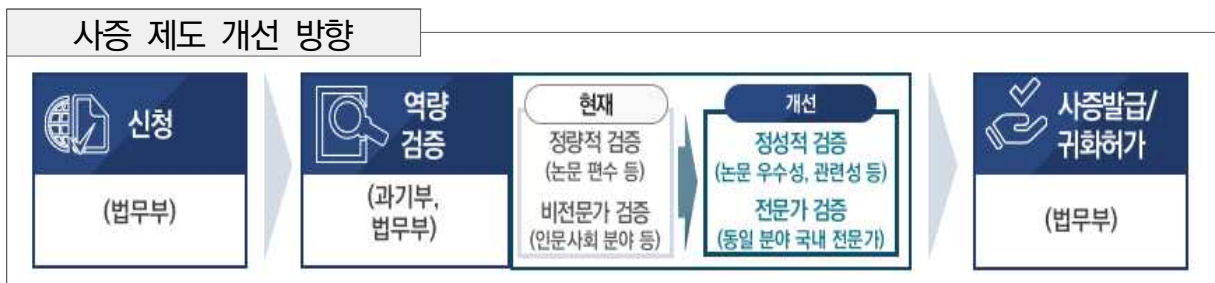 사증 제도 개선 방향
신청
(법무부)
역량
검증
(과기부,
법무부)
현재
정량적 검증
(논문 편수 등)
비전문가 검증
(인문사회 분야 등)
개선
정성적 검증
(논문 우수성, 관련성 등)
전문가 검증
(동일 분야 국내 전문가)
사증발급/
귀화허가
(법무부)